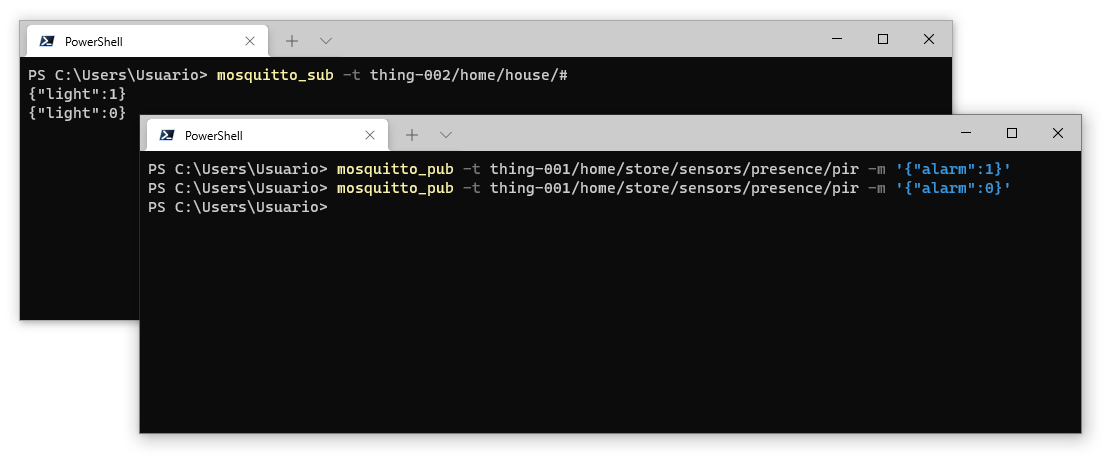 PowerShell
PS C:\Users\Usuario> mosquitto_sub -t thing-002/home/house/#
{"light":1}
{"light":0}
PowerShell
PS C:\Users\Usuario> mosquitto_pub -t thing-001/home/store/sensors/presence/pir -m '{"alarm":1}'
PS C:\Users\Usuario> mosquitto_pub -t thing-001/home/store/sensors/presence/pir -m '{"alarm":0}'
PS C:\Users\Usuario>